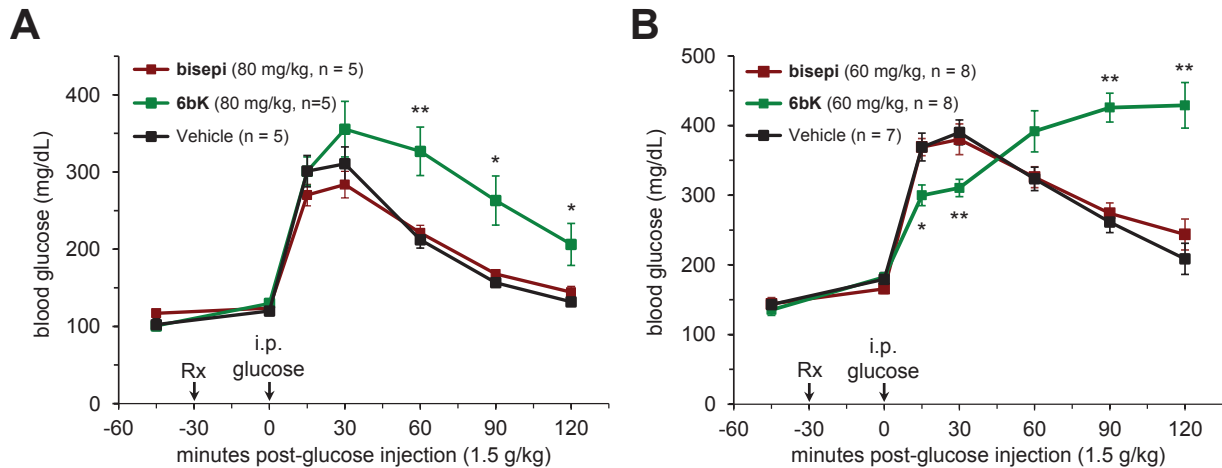 A
bisepi (80 mg/kg, n = 5)
6bK (80 mg/kg, n=5)
Vehicle (n = 5)
**
*
*
400
300
200
100
0
blood glucose (mg/dL)
Rx
i.p.
glucose
-60 -30 0 30 60 90 120
minutes post-glucose injection (1.5 g/kg)
B
bisepi (60 mg/kg, n = 8)
6bK (60 mg/kg, n = 8)
Vehicle (n = 7)
**
**
*
**
500
400
300
200
100
0
blood glucose (mg/dL)
Rx
i.p.
glucose
-60 -30 0 30 60 90 120
minutes post-glucose injection (1.5 g/kg)